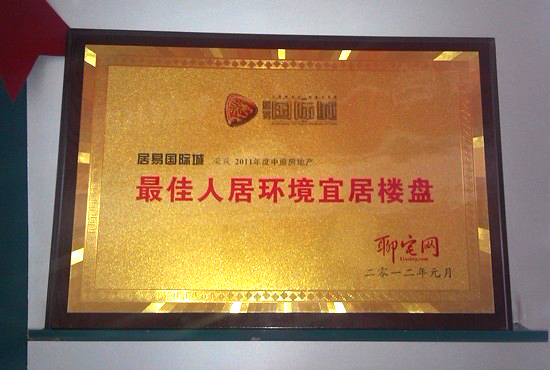 居易国际城
居易国际城 荣获 2011年度中原房地产
最佳人居环境宜居楼盘
聊宅网
二零一二年元月